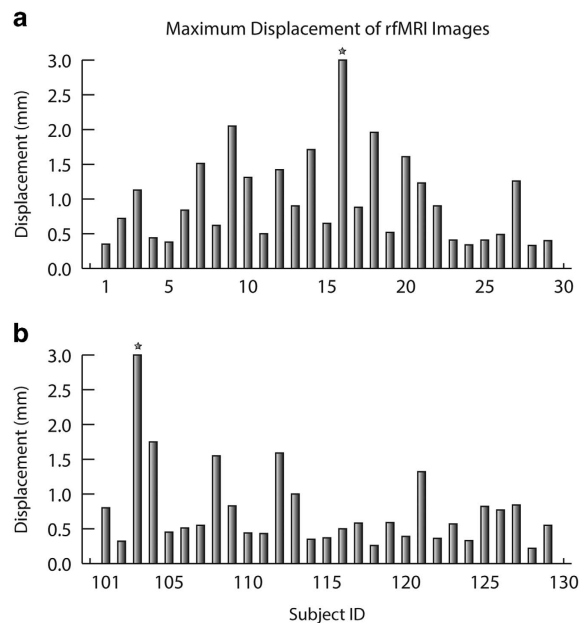 a
Maximum Displacement of rfMRI Images
Displacement (mm)
3.0
2.5
2.0
1.5
1.0
0.5
0.0
1 5 10 15 20 25 30
b
Displacement (mm)
3.0
2.5
2.0
1.5
1.0
0.5
0.0
101 105 110 115 120 125 130
Subject ID